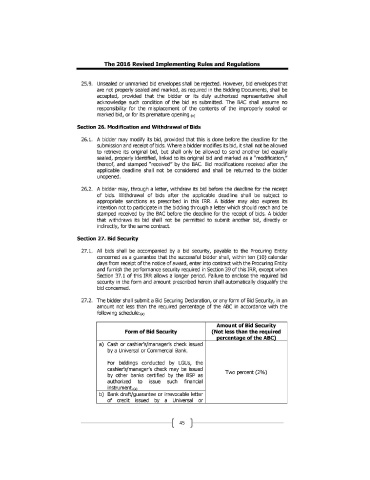 The 2016 Revised Implementing Rules and Regulations
25.9. Unsealed or unmarked bid envelopes shall be rejected. However, bid envelopes that
are not properly sealed and marked, as required in the Bidding Documents, shall be
accepted, provided that the bidder or its duly authorized representative shall
acknowledge such condition of the bid as submitted. The BAC shall assume no
responsibility for the misplacement of the contents of the improperly sealed or
marked bid, or for its premature opening.
Section 26. Modification and Withdrawal of Bids
26.1. A bidder may modify its bid, provided that this is done before the deadline for the
submission and receipt of bids. Where a bidder modifies its bid, it shall not be allowed
to retrieve its original bid, but shall only be allowed to send another bid equally
sealed, properly identified, linked to its original bid and marked as a "modification,"
thereof, and stamped "received" by the BAC. Bid modifications received after the
applicable deadline shall not be considered and shall be returned to the bidder
unopened.
26.2. A bidder may, through a letter, withdraw its bid before the deadline for the receipt
of bids. Withdrawal of bids after the applicable deadline shall be subject to
appropriate sanctions as prescribed in this IRR. A bidder may also express its
intention not to participate in the bidding through a letter which should reach and be
stamped received by the BAC before the deadline for the receipt of bids. A bidder
that withdraws its bid shall not be permitted to submit another bid, directly or
indirectly, for the same contract.
Section 27. Bid Security
27.1. All bids shall be accompanied by a bid security, payable to the Procuring Entity
concerned as a guarantee that the successful bidder shall, within ten (10) calendar
days from receipt of the notice of award, enter into contract with the Procuring Entity
and furnish the performance security required in Section 39 of this IRR, except when
Section 37.1 of this IRR allows a longer period. Failure to enclose the required bid
security in the form and amount prescribed herein shall automatically disqualify the
bid concerned.
27.2. The bidder shall submit a Bid Securing Declaration, or any form of Bid Security, in an
amount not less than the required percentage of the ABC in accordance with the
following schedule:
Form of Bid Security
Amount of Bid Security
(Not less than the required
percentage of the ABC)
a) Cash or cashier's/manager's check issued
by a Universal or Commercial Bank.
For biddings conducted by LGUs, the
cashier's/manager's check may be issued
by other banks certified by the BSP as
authorized to issue such financial
instrument.
Two percent (2%)
b) Bank draft/guarantee or irrevocable letter
of credit issued by a Universal or
45